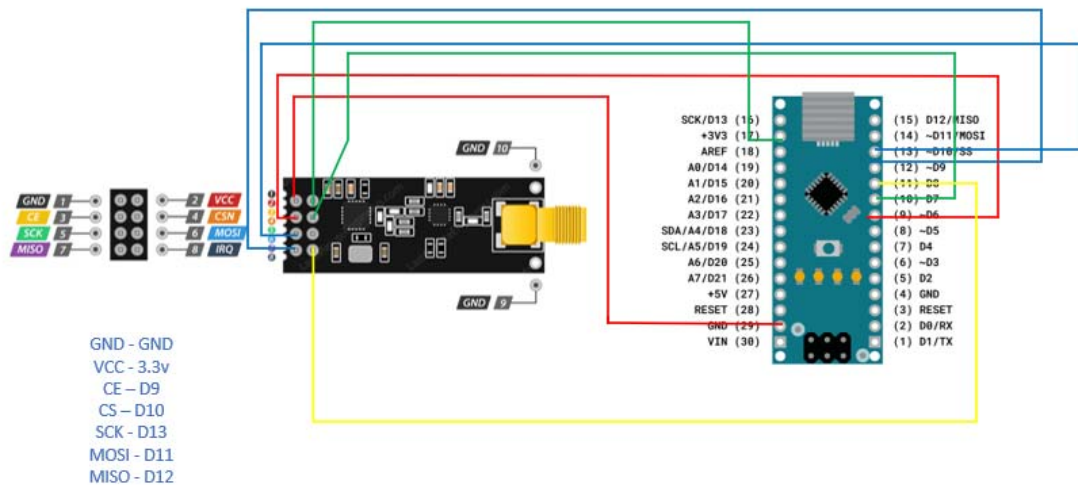 GND 1
2 VCC
CE 3
4 CSN
SCK 5
6 MOSI
MISO 7
8 IRQ
GND 10
GND 9
SCK/D13 (16)
+3V3 (17)
AREF (18)
A0/D14 (19)
A1/D15 (20)
A2/D16 (21)
A3/D17 (22)
SDA/A4/D18 (23)
SCL/A5/D19 (24)
A6/D20 (25)
A7/D21 (26)
+5V (27)
RESET (28)
GND (29)
VIN (30)
(15) D12/MISO
(14) ~D11/MOSI
(13) ~D10/SS
(12) ~D9
(11) D8
(10) D7
(9) ~D6
(8) ~D5
(7) D4
(6) ~D3
(5) D2
(4) GND
(3) RESET
(2) D0/RX
(1) D1/TX
GND - GND
VCC - 3.3v
CE – D9
CS – D10
SCK - D13
MOSI - D11
MISO - D12